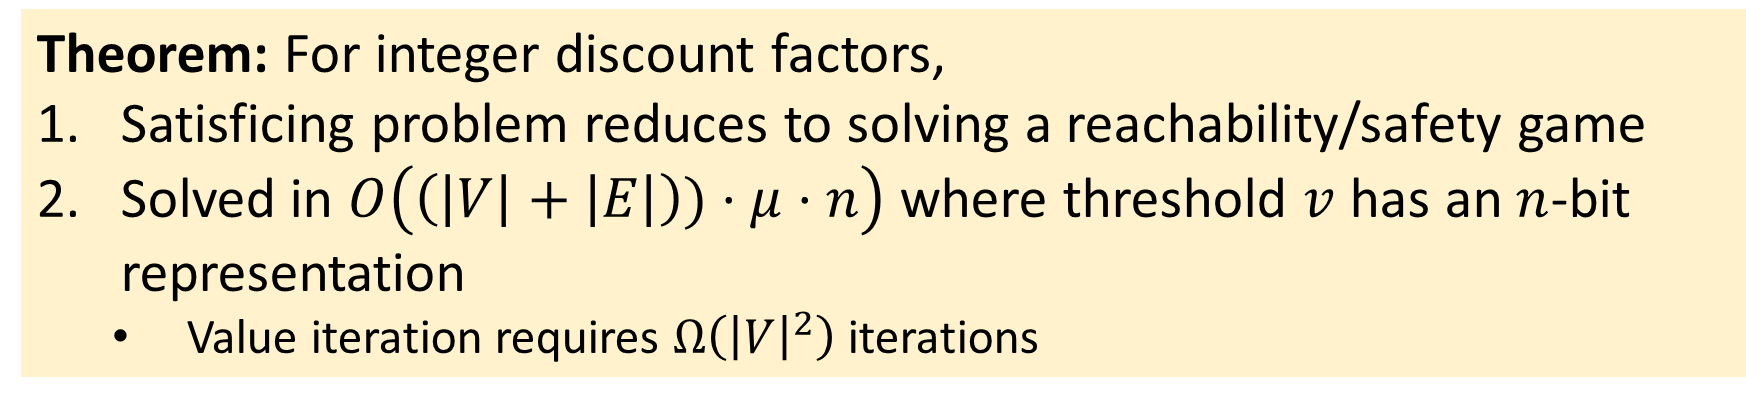 Theorem: For integer discount factors,
1. Satisficing problem reduces to solving a reachability/safety game
2. Solved in 𝑂((|𝑉| + |𝐸|)) · 𝜇 · 𝑛) where threshold 𝑣 has an 𝑛-bit
representation
• Value iteration requires Ω(|𝑉|²) iterations